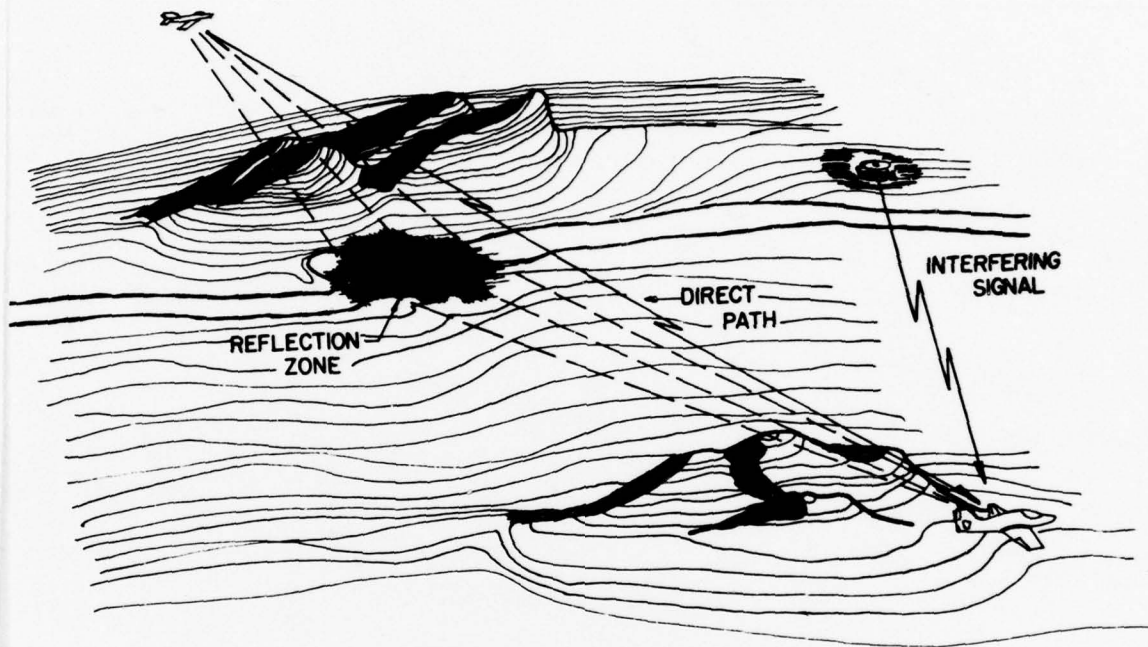 INTERFERING
SIGNAL
DIRECT
PATH
REFLECTION
ZONE